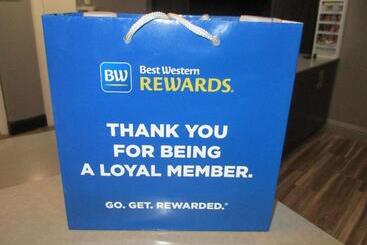 BW
Best Western
REWARDS.
THANK YOU
FOR BEING
A LOYAL MEMBER.
GO. GET. REWARDED.®